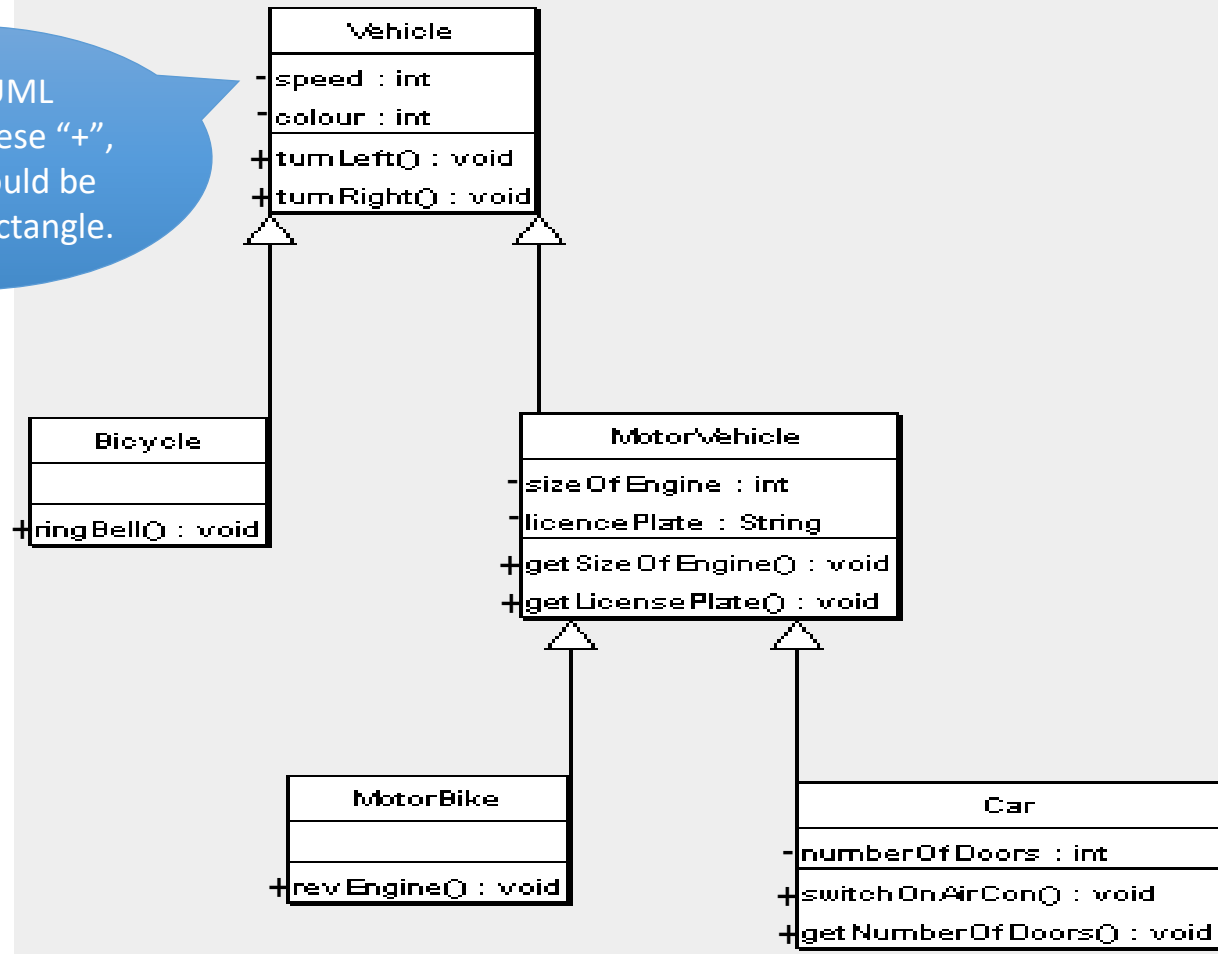 UML
ese “+”,
ould be
ctangle.
Vehicle
- speed : int
- colour : int
+ turnLeft() : void
+ turnRight() : void
Bicycle
+ ringBell() : void
MotorVehicle
- sizeOfEngine : int
- licencePlate : String
+ getSizeOfEngine() : void
+ getLicensePlate() : void
MotorBike
+ revEngine() : void
Car
- numberOfDoors : int
+ switchOnAirCon() : void
+ getNumberOfDoors() : void